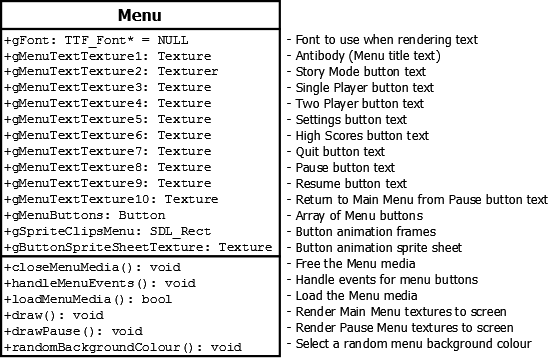 Menu
+gFont: TTF_Font* = NULL - Font to use when rendering text
+gMenuTextTexture1: Texture - Antibody (Menu title text)
+gMenuTextTexture2: Texturer - Story Mode button text
+gMenuTextTexture3: Texture - Single Player button text
+gMenuTextTexture4: Texture - Two Player button text
+gMenuTextTexture5: Texture - Settings button text
+gMenuTextTexture6: Texture - High Scores button text
+gMenuTextTexture7: Texture - Quit button text
+gMenuTextTexture8: Texture - Pause button text
+gMenuTextTexture9: Texture - Resume button text
+gMenuTextTexture10: Texture - Return to Main Menu from Pause button text
+gMenuButtons: Button - Array of Menu buttons
+gSpriteClipsMenu: SDL_Rect - Button animation frames
+gButtonSpriteSheetTexture: Texture - Button animation sprite sheet
+closeMenuMedia(): void - Free the Menu media
+handleMenuEvents(): void - Handle events for menu buttons
+loadMenuMedia(): bool - Load the Menu media
+draw(): void - Render Main Menu textures to screen
+drawPause(): void - Render Pause Menu textures to screen
+randomBackgroundColour(): void - Select a random menu background colour